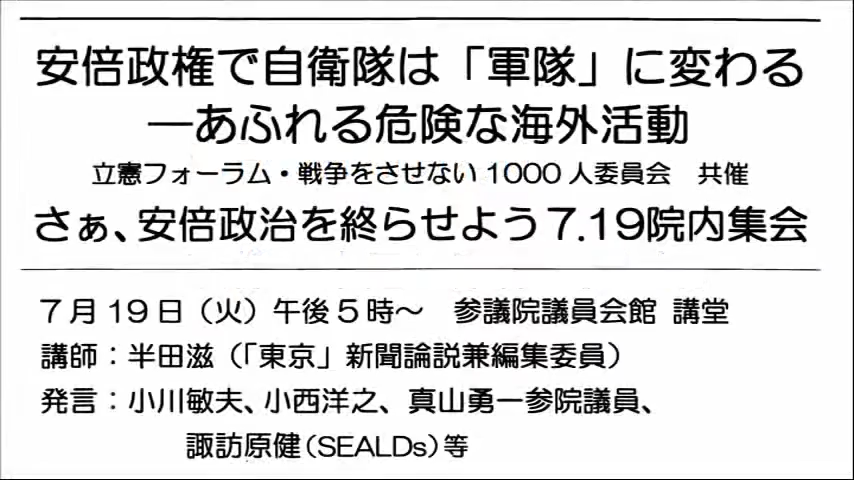 安倍政権で自衛隊は「軍隊」に変わる
―あふれる危険な海外活動
立憲フォーラム・戦争をさせない1000人委員会　共催
さぁ、安倍政治を終らせよう7.19院内集会
7月19日（火）午後5時～　参議院議員会館 講堂
講師：半田滋（「東京」新聞論説兼編集委員）
発言：小川敏夫、小西洋之、真山勇一参院議員、
諏訪原健（SEALDs）等